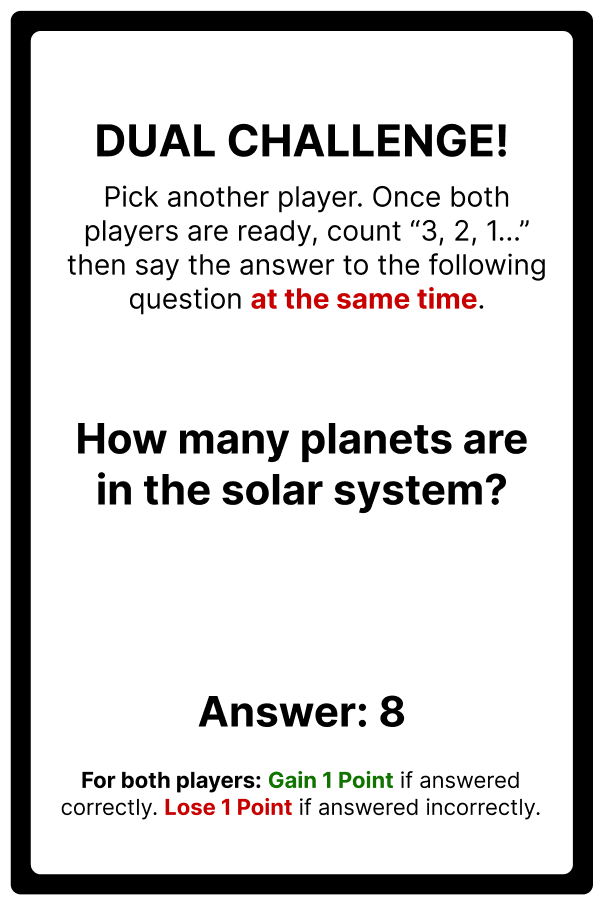 DUAL CHALLENGE!
Pick another player. Once both
players are ready, count “3, 2, 1...”
then say the answer to the following
question at the same time.
How many planets are
in the solar system?
Answer: 8
For both players: Gain 1 Point if answered
correctly. Lose 1 Point if answered incorrectly.